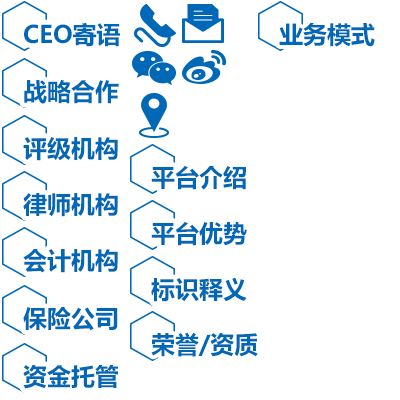 CEO寄语
战略合作
评级机构
律师机构
会计机构
保险公司
资金托管
平台介绍
平台优势
标识释义
荣誉/资质
业务模式